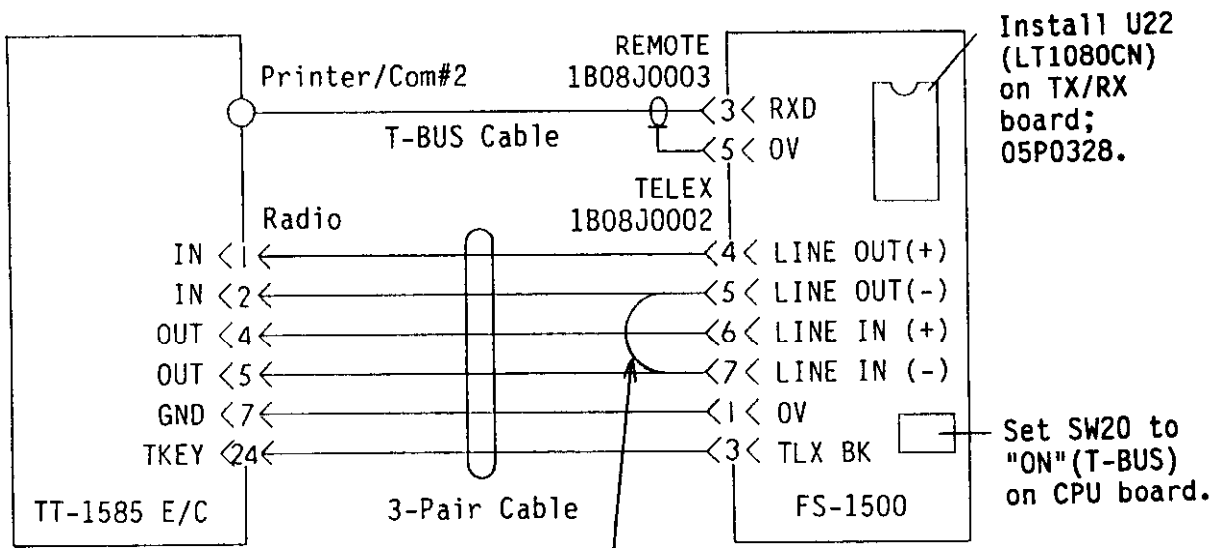 Install U22
(LT1080CN)
on TX/RX
board;
05P0328.
REMOTE
1B08J0003
Printer/Com#2
3 RXD
T-BUS Cable
5 0V
TELEX
1B08J0002
Radio
IN 1
4 LINE OUT(+)
IN 2
5 LINE OUT(-)
OUT 4
6 LINE IN (+)
OUT 5
7 LINE IN (-)
GND 7
1 0V
TKEY 24
3 TLX BK
Set SW20 to
"ON"(T-BUS)
on CPU board.
TT-1585 E/C
3-Pair Cable
FS-1500